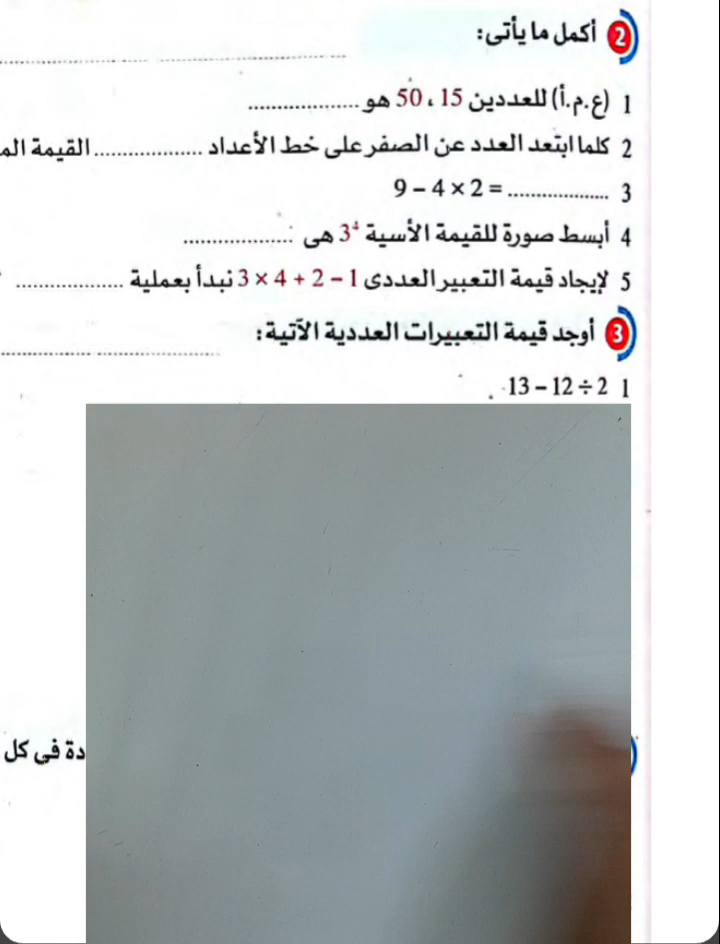 2 أكمل ما يأتى:
1 (ع.م.أ) للعددين 15 ، 50 هو ....................
2 كلما ابتعد العدد عن الصفر على خط الأعداد .................... القيمة
3 9 – 4 × 2 = ....................
4 أبسط صورة للقيمة الأسية 3⁴ هى ....................
5 لإيجاد قيمة التعبير العددى 3 × 4 + 2 – 1 نبدأ بعملية ....................
3 أوجد قيمة التعبيرات العددية الآتية:
1 13 – 12 ÷ 2
فى كل